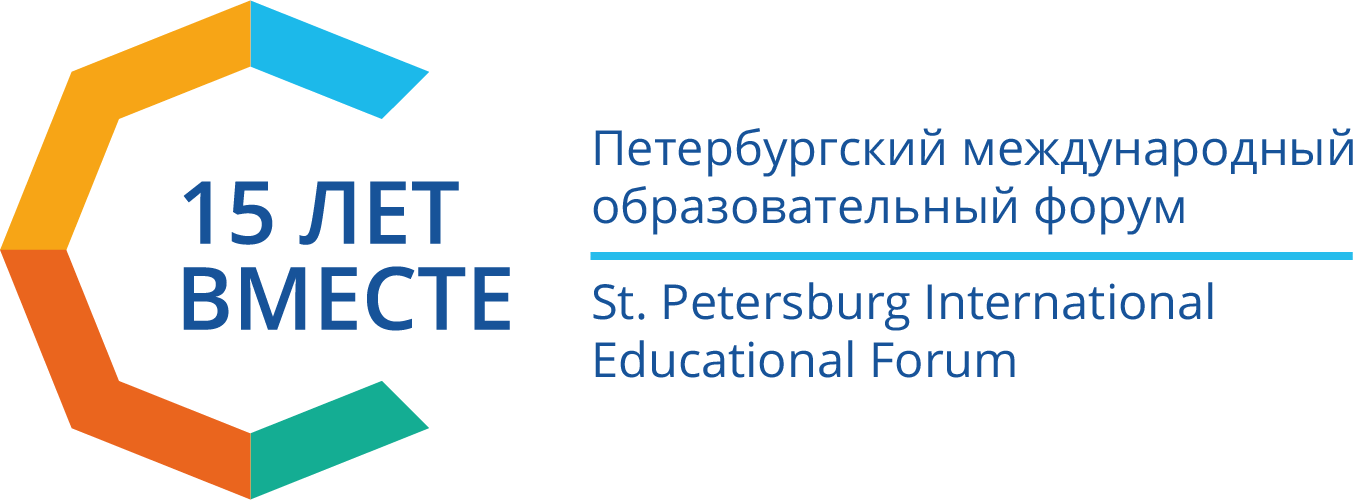 15 ЛЕТ
ВМЕСТЕ
Петербургский международный
образовательный форум
St. Petersburg International
Educational Forum